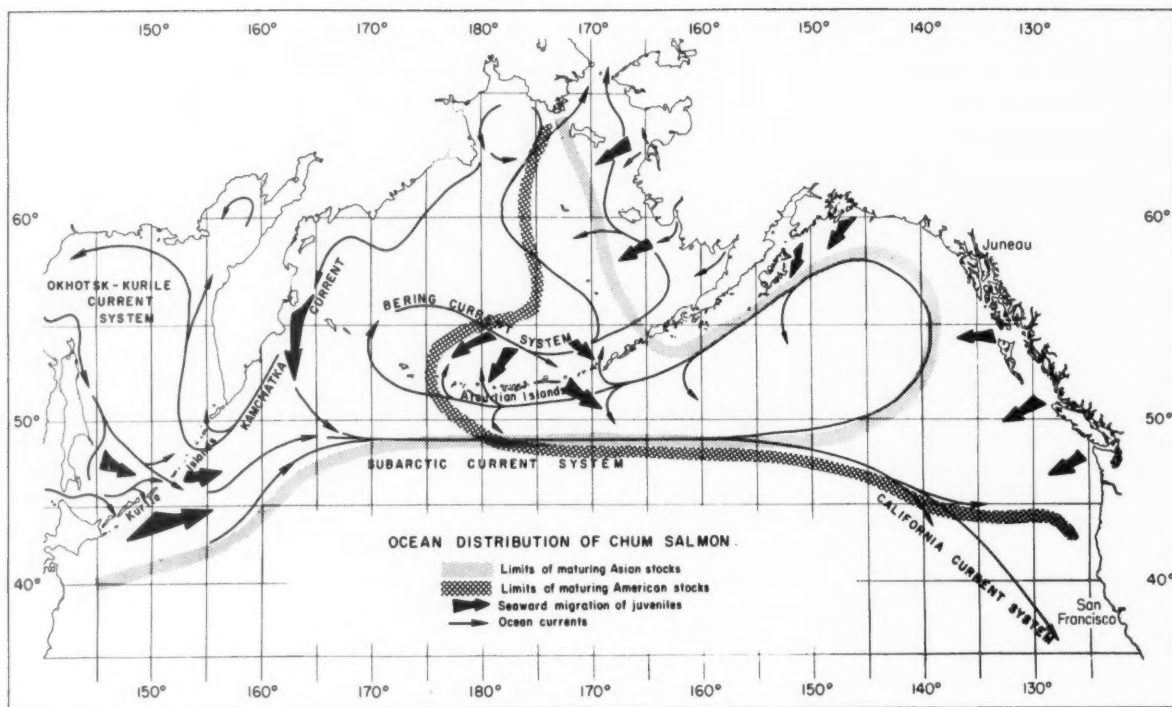 150° 160° 170° 180° 170° 160° 150° 140° 130°
60° 60°
Juneau
OKHOTSK-KURILE
CURRENT
SYSTEM
CURRENT
KAMCHATKA
BERING CURRENT SYSTEM
Aleudian Islands
50° 50°
Kurile Islands
SUBARCTIC CURRENT SYSTEM
CALIFORNIA CURRENT SYSTEM
OCEAN DISTRIBUTION OF CHUM SALMON.
Limits of maturing Asian stocks
Limits of maturing American stocks
Seaward migration of juveniles
Ocean currents
40° 40°
San
Francisco
150° 160° 170° 180° 170° 160° 150° 140° 130°